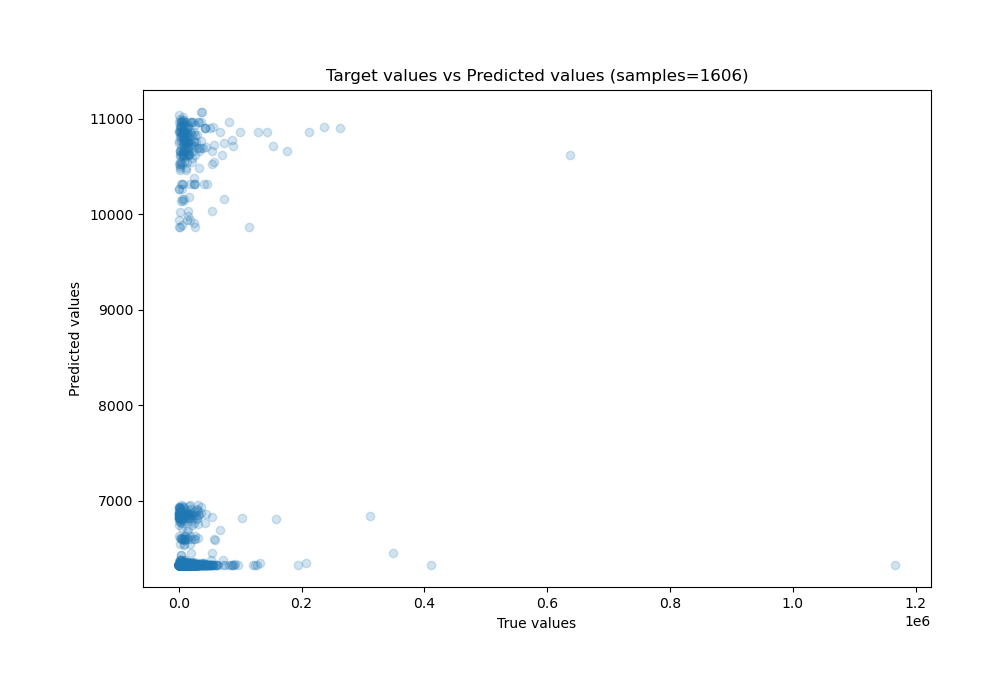 Target values vs Predicted values (samples=1606)
11000
10000
9000
8000
7000
Predicted values
0.0 0.2 0.4 0.6 0.8 1.0 1.2
1e6
True values